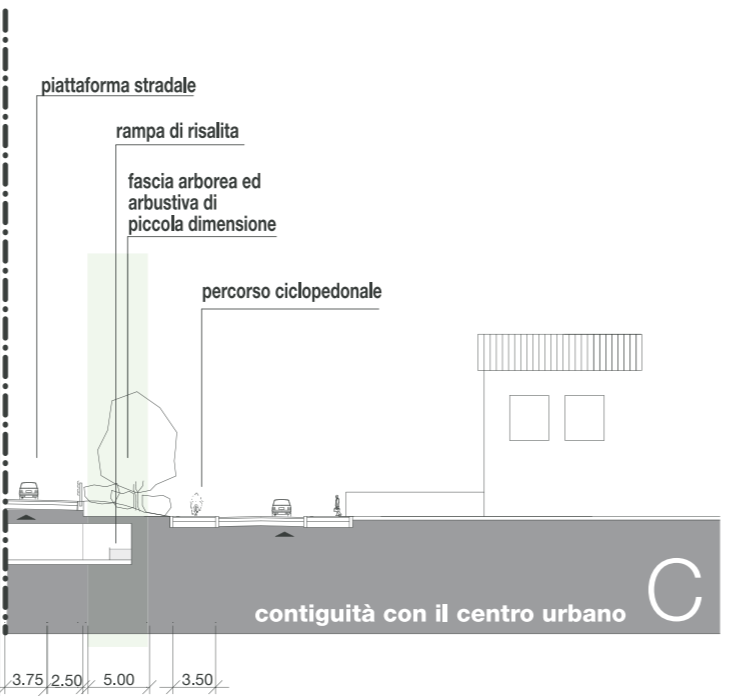 piattaforma stradale
rampa di risalita
fascia arborea ed
arbustiva di
piccola dimensione
percorso ciclopedonale
contiguità con il centro urbano
C
3.75 2.50 5.00 3.50